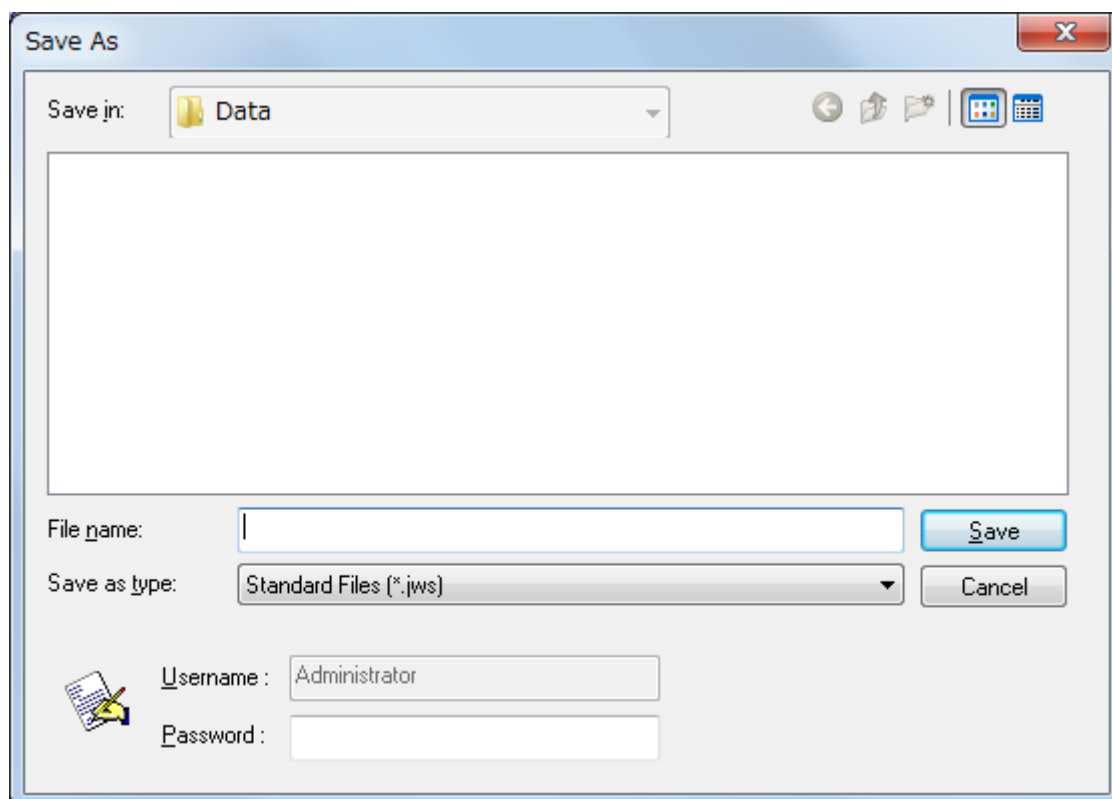 Save As
Save in: Data
File name:
Save
Save as type: Standard Files (*.jws)
Cancel
Username : Administrator
Password :